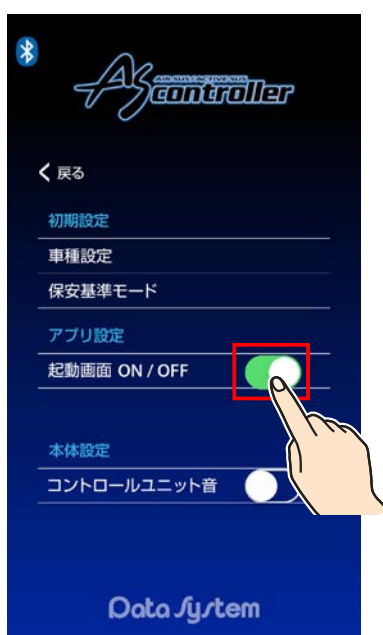 AIR SUS / ACTIVE SUS
AS controller
戻る
初期設定
車種設定
保安基準モード
アプリ設定
起動画面 ON / OFF
本体設定
コントロールユニット音
Data System